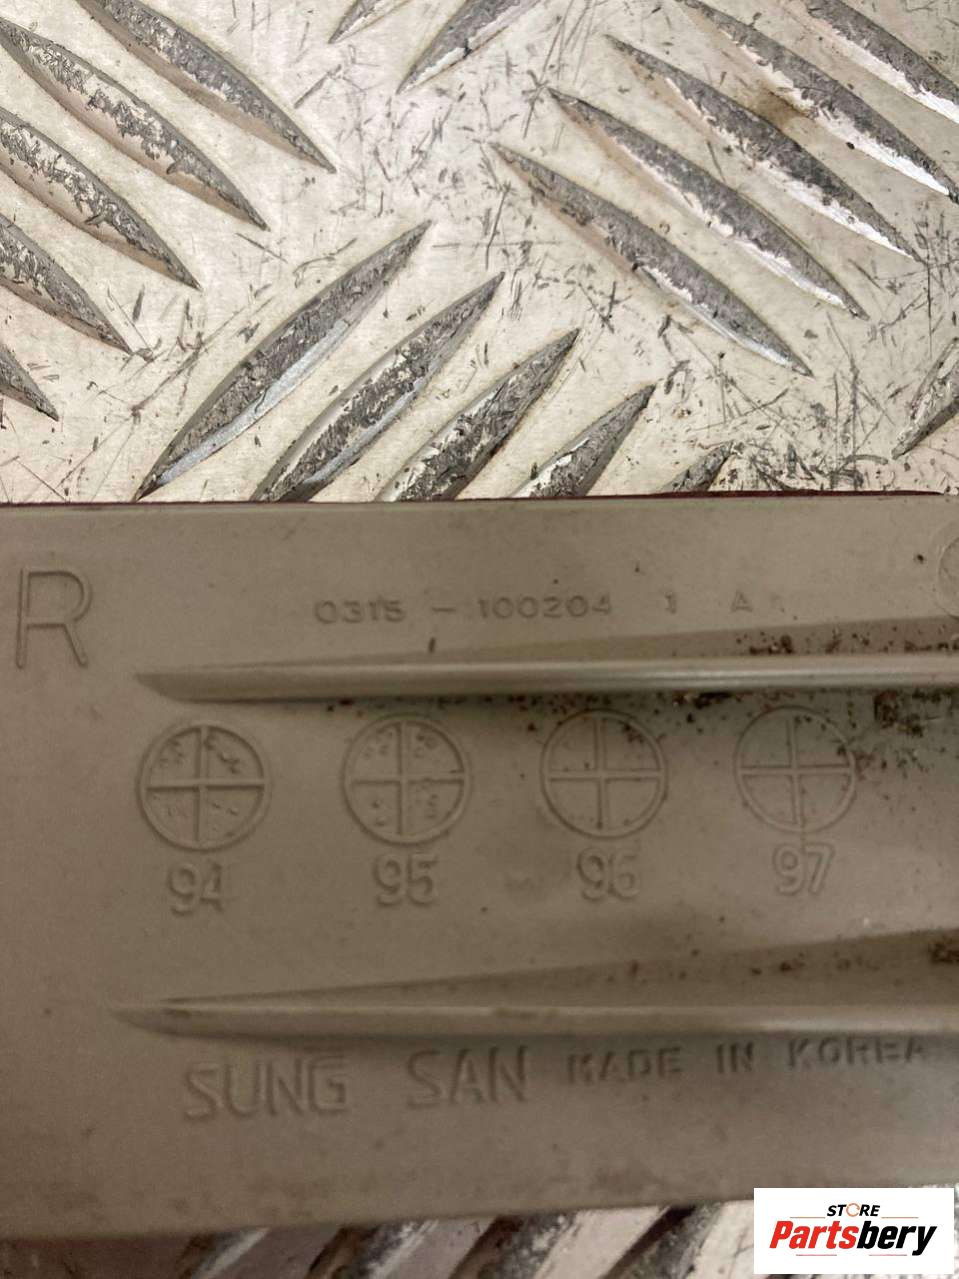 R
0315 - 100204 1 A
94 95 96 97
SUNG SAN MADE IN KOREA
STORE
Partsbery